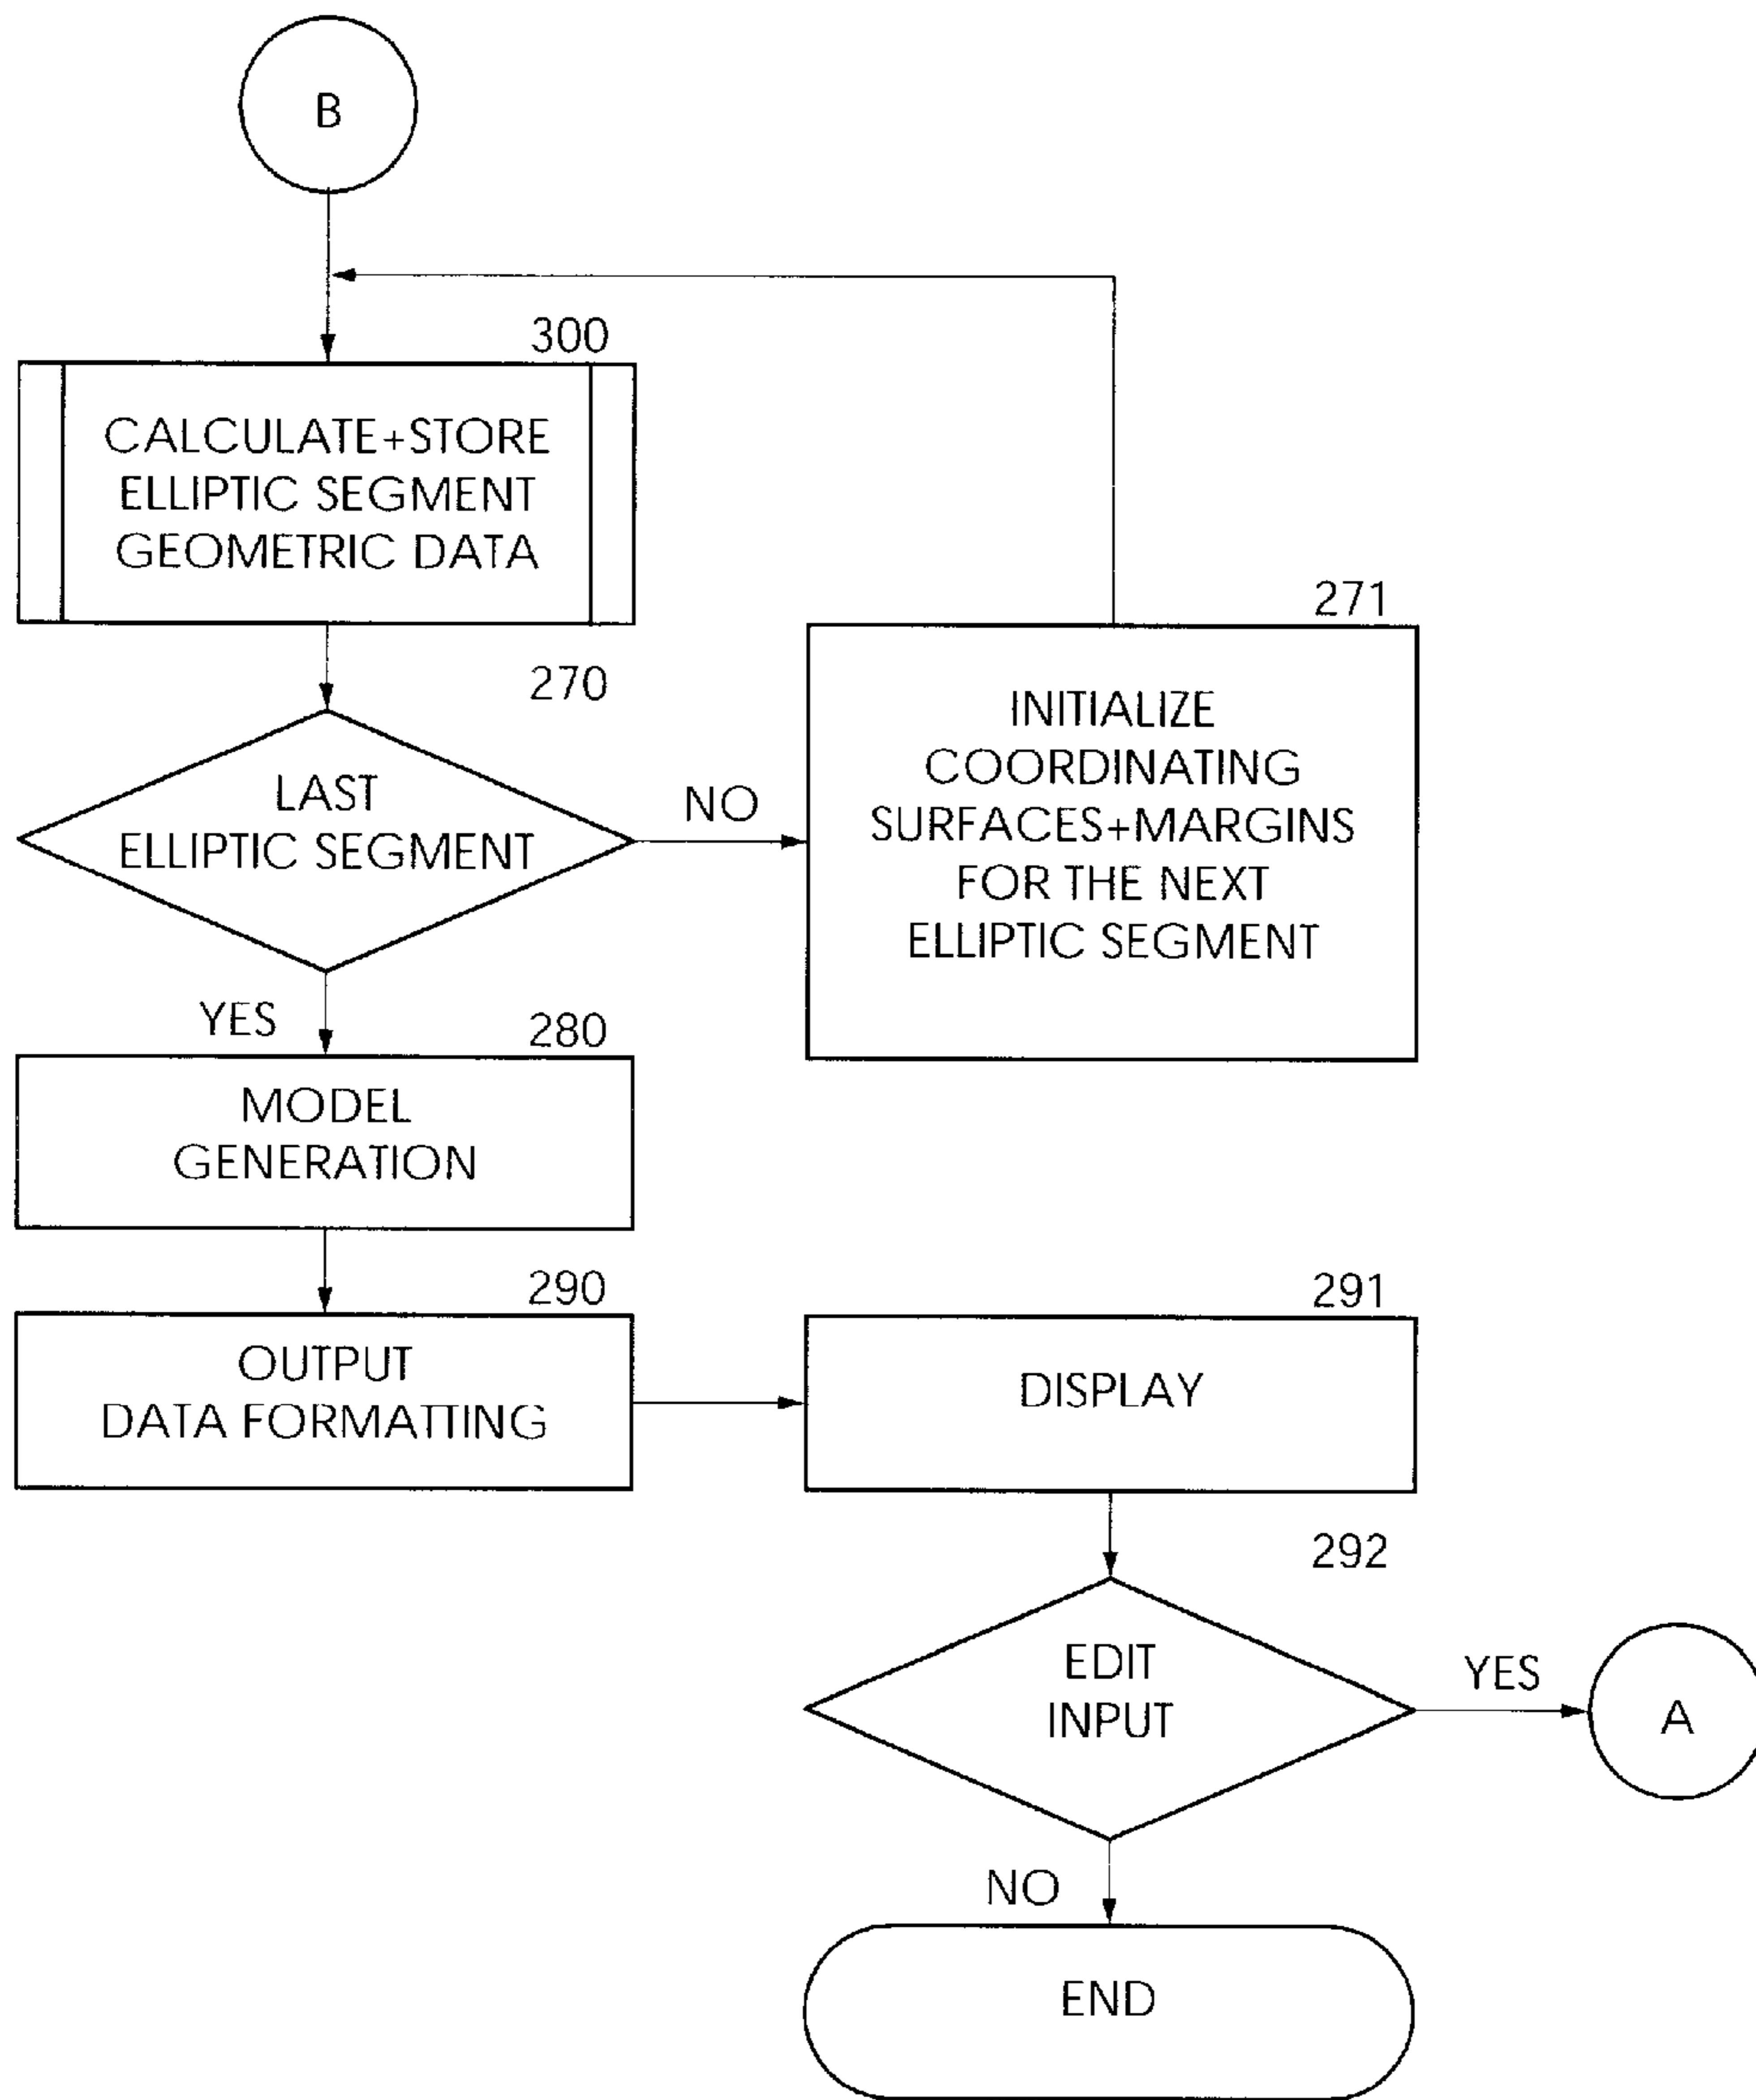 B
300
CALCULATE+STORE
ELLIPTIC SEGMENT
GEOMETRIC DATA
270
LAST
ELLIPTIC SEGMENT
NO
271
INITIALIZE
COORDINATING
SURFACES+MARGINS
FOR THE NEXT
ELLIPTIC SEGMENT
YES
280
MODEL
GENERATION
290
OUTPUT
DATA FORMATTING
291
DISPLAY
292
EDIT
INPUT
YES
A
NO
END